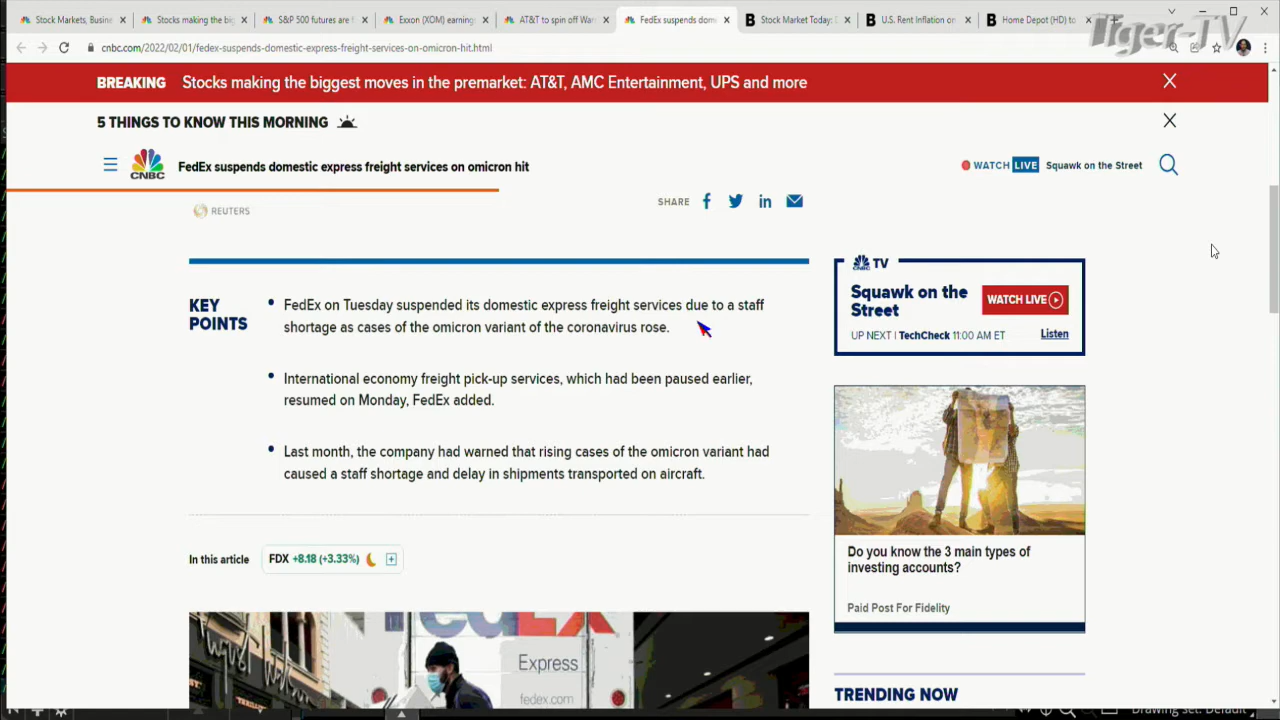 Stock Markets, Busine
Stocks making the big
S&P 500 futures are
Exxon (XOM) earning
AT&T to spin off War
FedEx suspends dome
Stock Market Today: D
U.S. Rent Inflation on
Home Depot (HD) to
Tiger-TV
cnbc.com/2022/02/01/fedex-suspends-domestic-express-freight-services-on-omicron-hit.html
BREAKING Stocks making the biggest moves in the premarket: AT&T, AMC Entertainment, UPS and more
5 THINGS TO KNOW THIS MORNING
CNBC
FedEx suspends domestic express freight services on omicron hit
WATCH LIVE Squawk on the Street
REUTERS
SHARE
KEY POINTS
FedEx on Tuesday suspended its domestic express freight services due to a staff
shortage as cases of the omicron variant of the coronavirus rose.
International economy freight pick-up services, which had been paused earlier,
resumed on Monday, FedEx added.
Last month, the company had warned that rising cases of the omicron variant had
caused a staff shortage and delay in shipments transported on aircraft.
In this article
FDX +8.18 (+3.33%)
FedEx
Express
fedex.com
TV
Squawk on the
Street
WATCH LIVE
UP NEXT | TechCheck 11:00 AM ET
Listen
Do you know the 3 main types of
investing accounts?
Paid Post For Fidelity
TRENDING NOW
Drawing set: Default